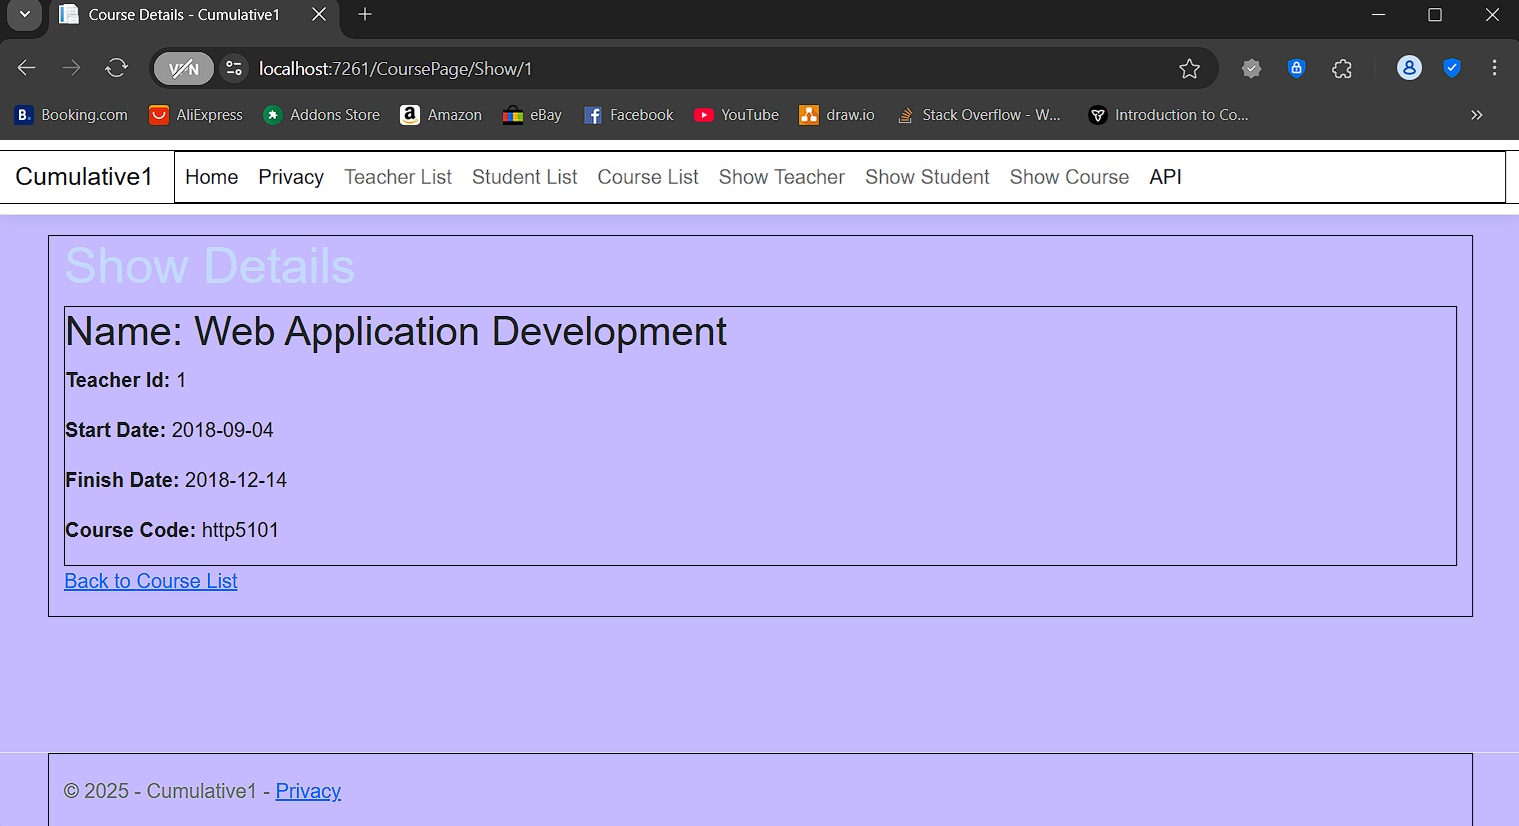 Course Details - Cumulative1
VPN
localhost:7261/CoursePage/Show/1
B. Booking.com AliExpress Addons Store a Amazon eBay Facebook YouTube draw.io Stack Overflow - W... Introduction to Co...
Cumulative1 Home Privacy Teacher List Student List Course List Show Teacher Show Student Show Course API
Show Details
Name: Web Application Development
Teacher Id: 1
Start Date: 2018-09-04
Finish Date: 2018-12-14
Course Code: http5101
Back to Course List
© 2025 - Cumulative1 - Privacy